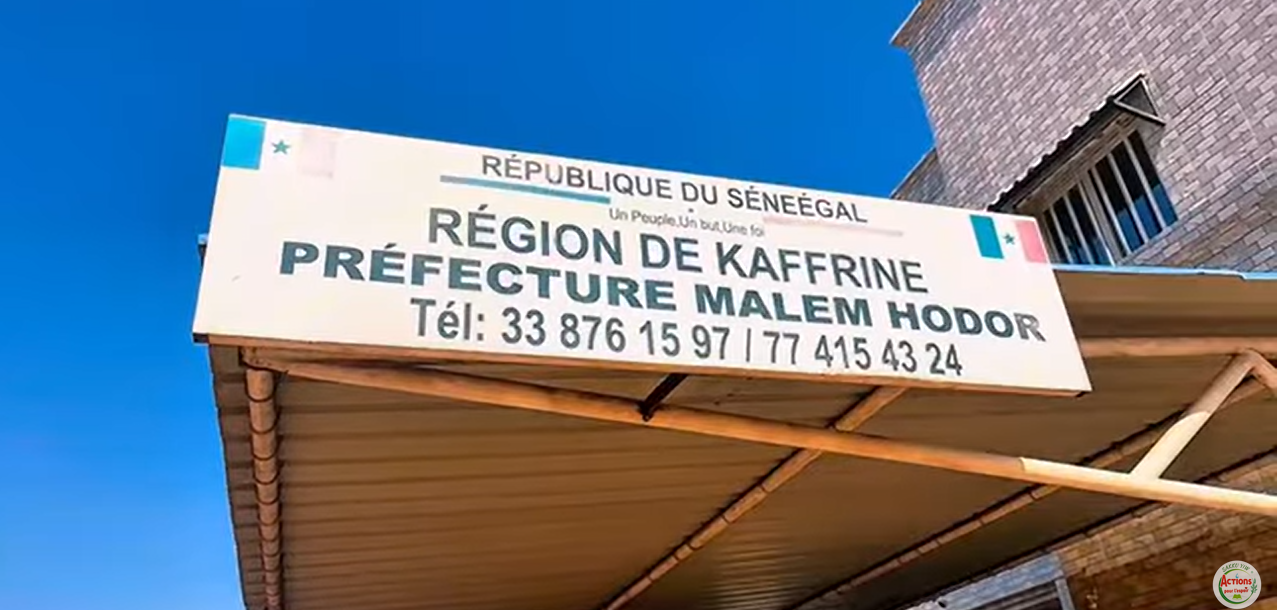 RÉPUBLIQUE DU SÉNEÉGAL
Un Peuple,Un but,Une foi
RÉGION DE KAFFRINE
PRÉFECTURE MALEM HODOR
Tél: 33 876 15 97 / 77 415 43 24
Actions